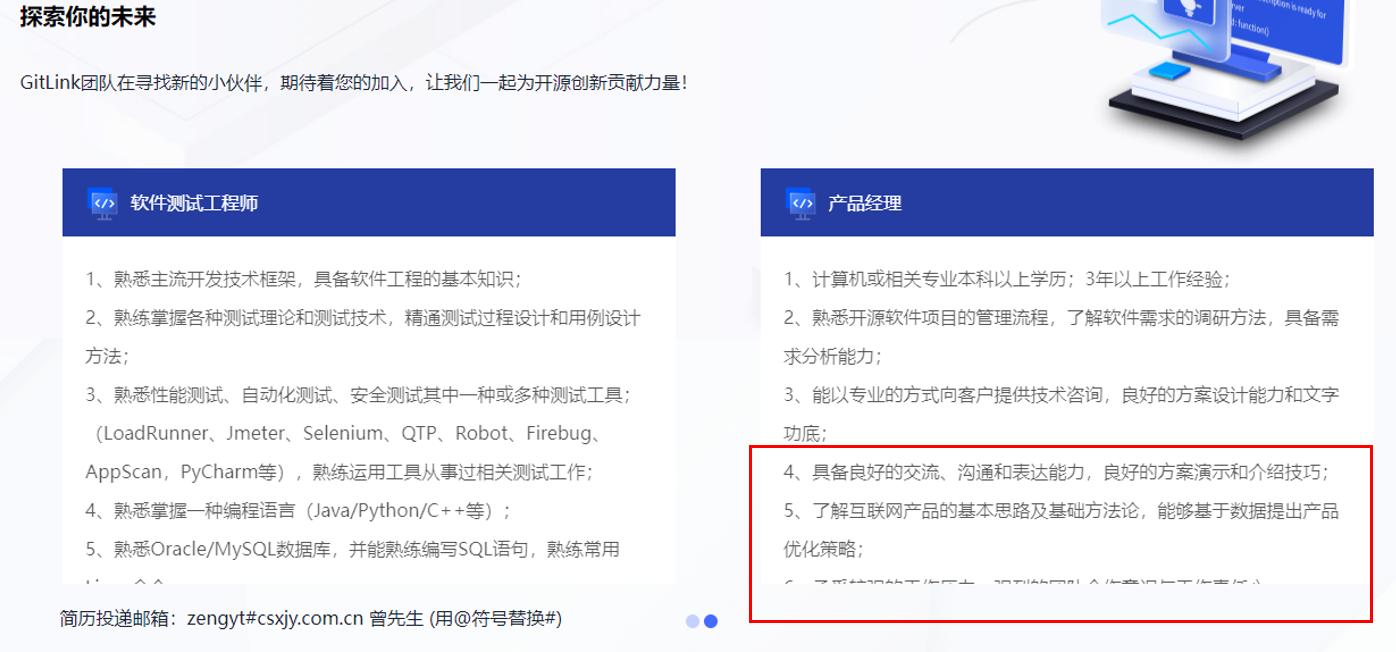 探索你的未来
GitLink团队在寻找新的小伙伴，期待着您的加入，让我们一起为开源创新贡献力量！
ription is ready for
rver
d: function()
软件测试工程师
1、熟悉主流开发技术框架，具备软件工程的基本知识；
2、熟练掌握各种测试理论和测试技术，精通测试过程设计和用例设计
方法；
3、熟悉性能测试、自动化测试、安全测试其中一种或多种测试工具；
（LoadRunner、Jmeter、Selenium、QTP、Robot、Firebug、
AppScan，PyCharm等），熟练运用工具从事过相关测试工作；
4、熟悉掌握一种编程语言（Java/Python/C++等）；
5、熟悉Oracle/MySQL数据库，并能熟练编写SQL语句，熟练常用
产品经理
1、计算机或相关专业本科以上学历；3年以上工作经验；
2、熟悉开源软件项目的管理流程，了解软件需求的调研方法，具备需
求分析能力；
3、能以专业的方式向客户提供技术咨询，良好的方案设计能力和文字
功底；
4、具备良好的交流、沟通和表达能力，良好的方案演示和介绍技巧；
5、了解互联网产品的基本思路及基础方法论，能够基于数据提出产品
优化策略；
简历投递邮箱：zengyt#csxjy.com.cn 曾先生 (用@符号替换#)